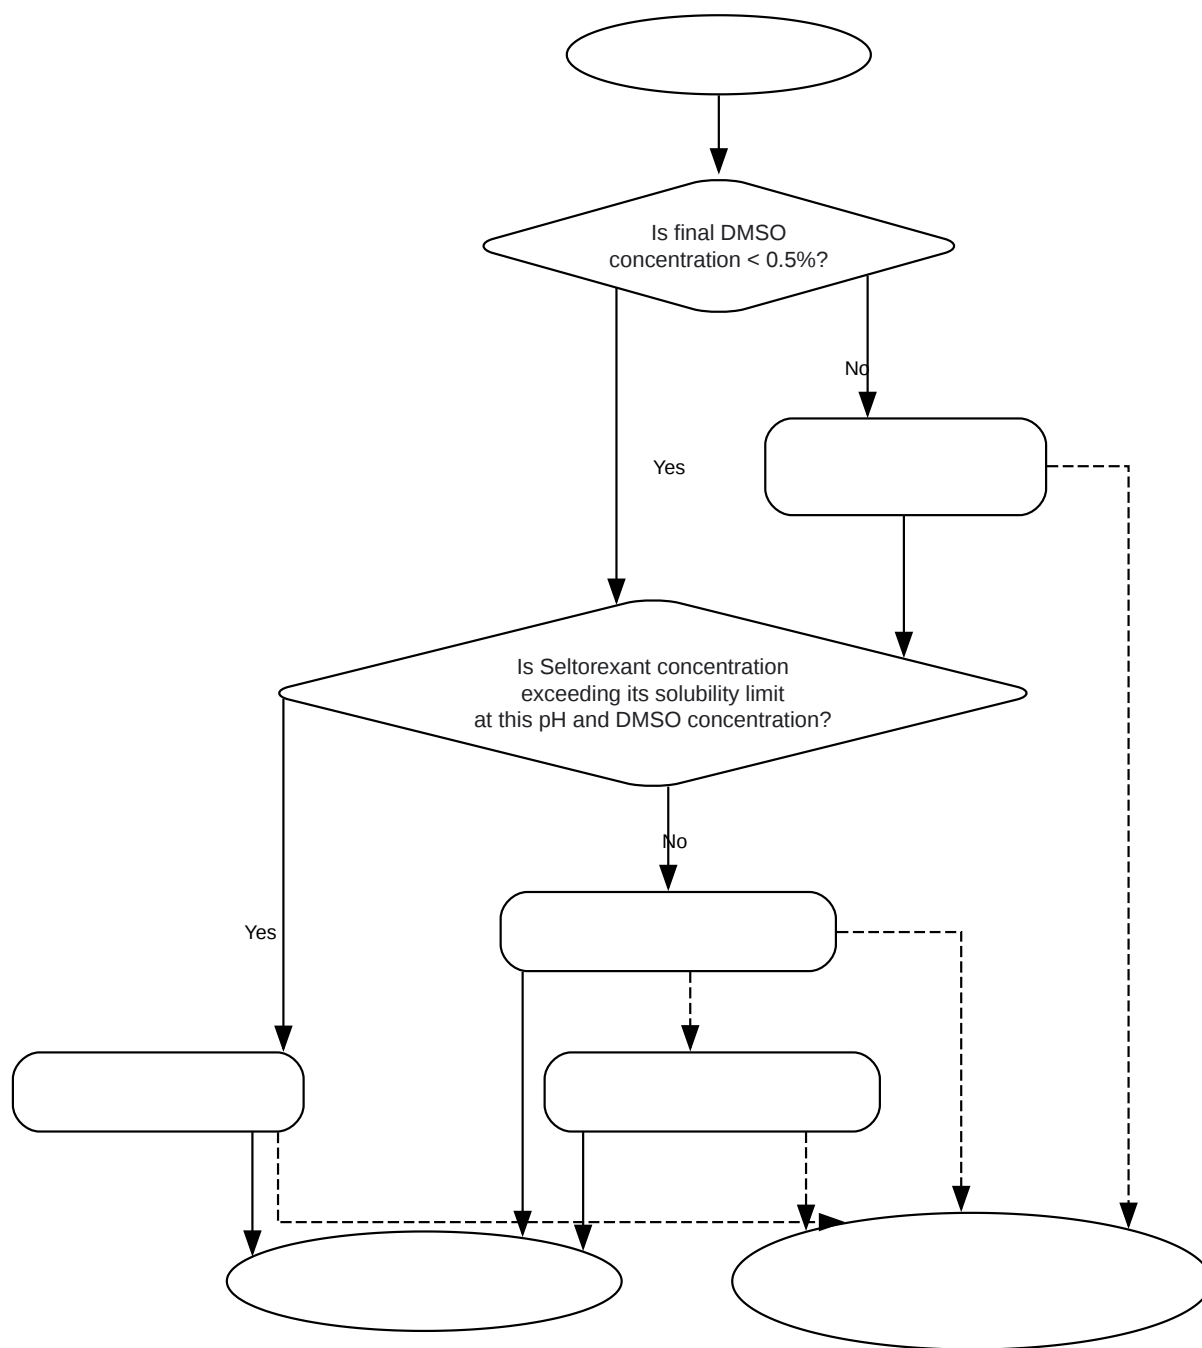 Is final DMSO
concentration < 0.5%?
No
Yes
Is Seltorexant concentration
exceeding its solubility limit
at this pH and DMSO concentration?
No
Yes